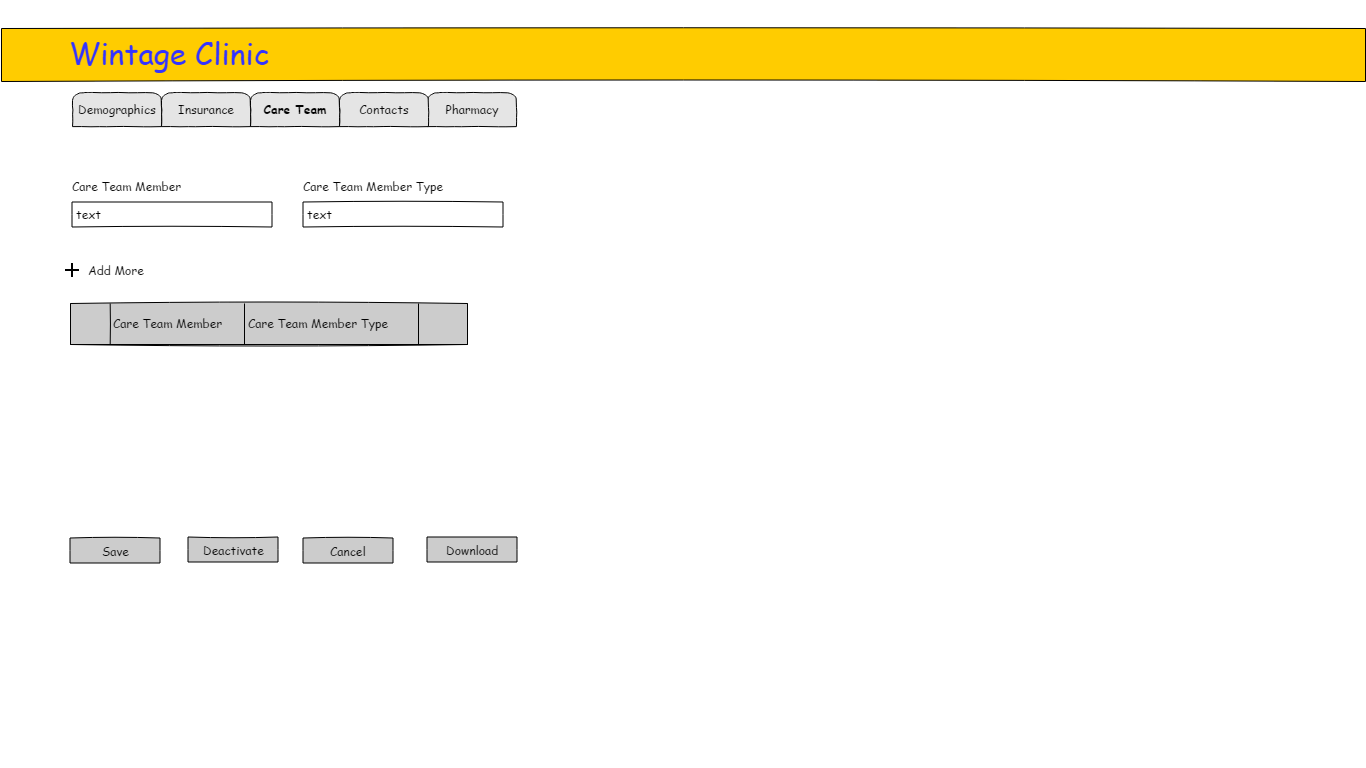 Wintage Clinic
Demographics Insurance Care Team Contacts Pharmacy
Care Team Member Care Team Member Type
text text
Add More
Care Team Member Care Team Member Type
Save Deactivate Cancel Download